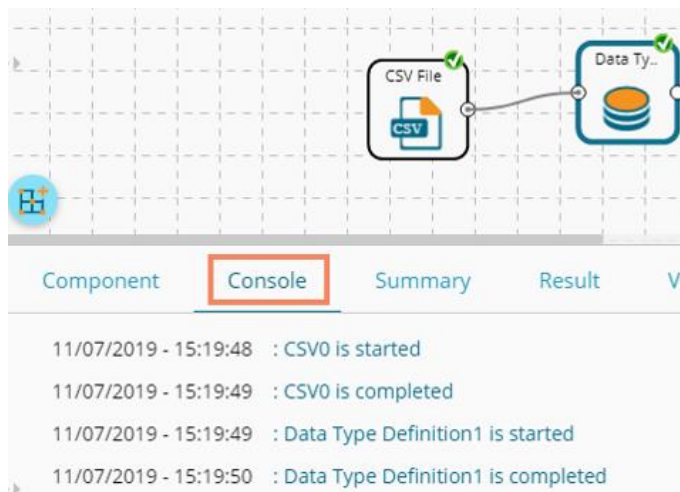 CSV File
Data Ty..
CSV
Component Console Summary Result V
11/07/2019 - 15:19:48 : CSV0 is started
11/07/2019 - 15:19:49 : CSV0 is completed
11/07/2019 - 15:19:49 : Data Type Definition1 is started
11/07/2019 - 15:19:50 : Data Type Definition1 is completed